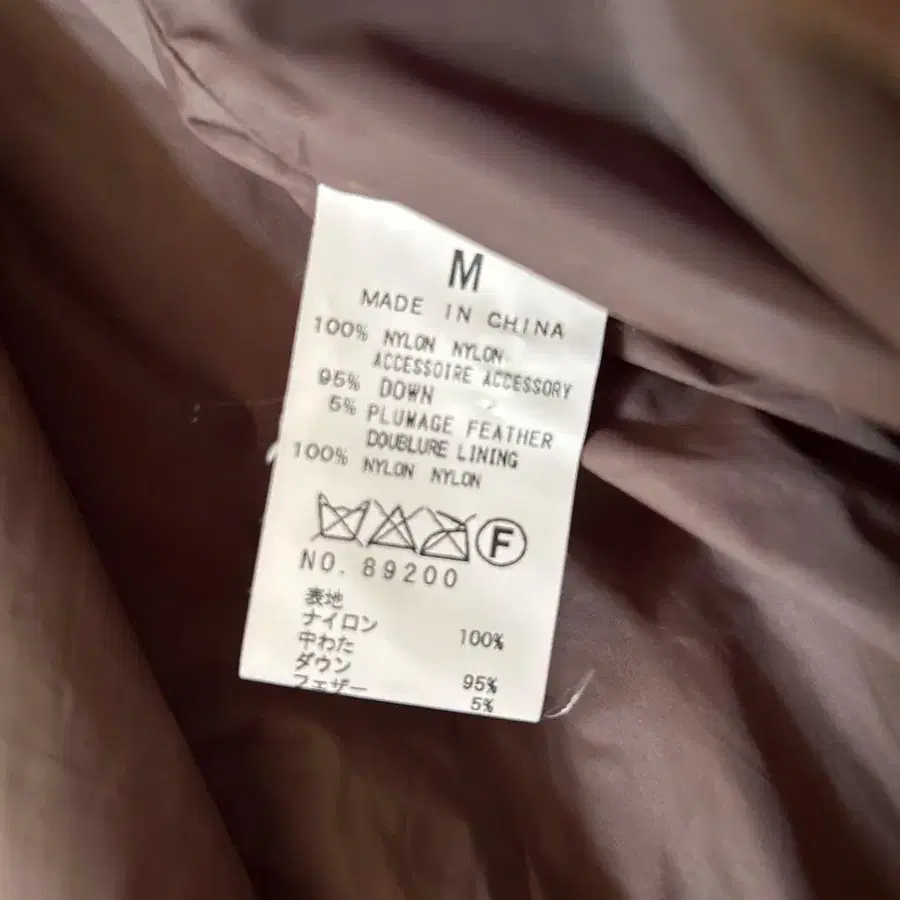 M
MADE IN CHINA
100% NYLON NYLON
ACCESSOIRE ACCESSORY
95% DOWN
5% PLUMAGE FEATHER
DOUBLURE LINING
100% NYLON NYLON
F
NO. 89200
表地
ナイロン 100%
中わた
ダウン 95%
フェザー 5%